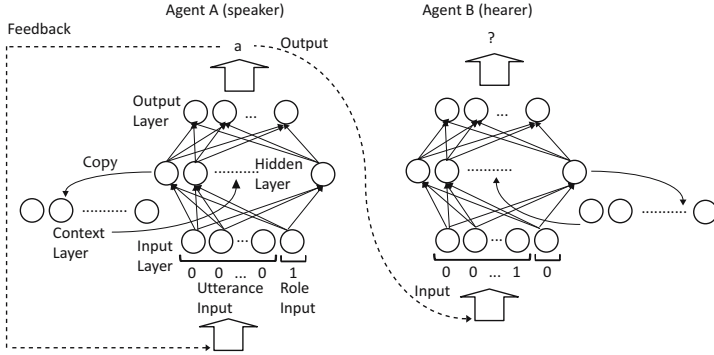 Agent A (speaker)
Agent B (hearer)
Feedback
a
Output
?
Output
Layer
...
...
Copy
Hidden
Layer
Context
Layer
Input
Layer
...
...
0 0 ... 0 1
0 0 ... 1 0
Utterance
Input
Role
Input
Input